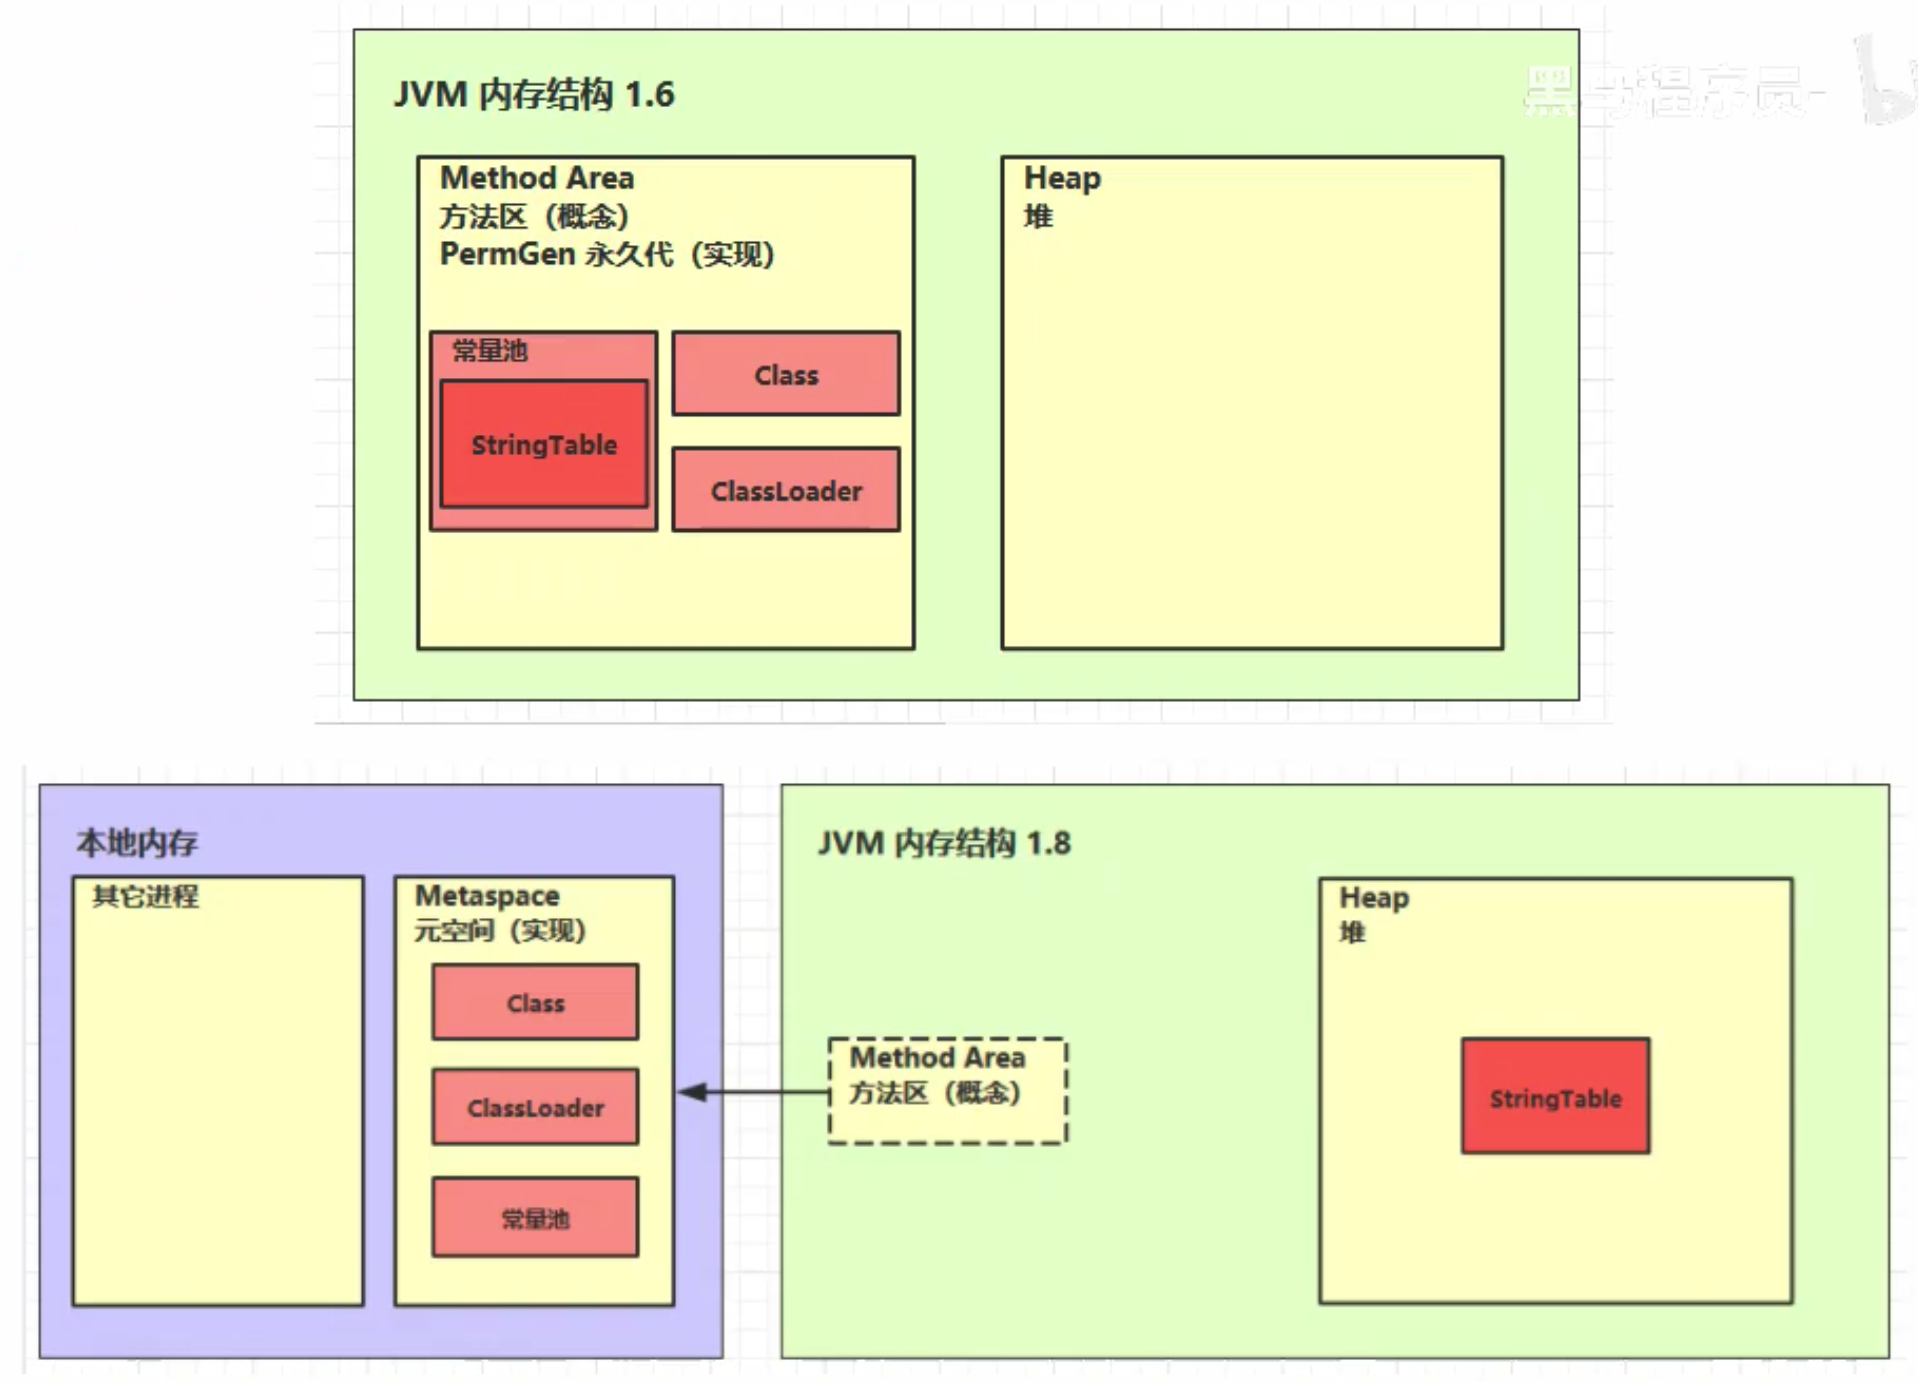 JVM 内存结构 1.6
黑马程序员
Method Area
方法区（概念）
PermGen 永久代（实现）
常量池
StringTable
Class
ClassLoader
Heap
堆
本地内存
其它进程
Metaspace
元空间（实现）
Class
ClassLoader
常量池
JVM 内存结构 1.8
Method Area
方法区（概念）
Heap
堆
StringTable